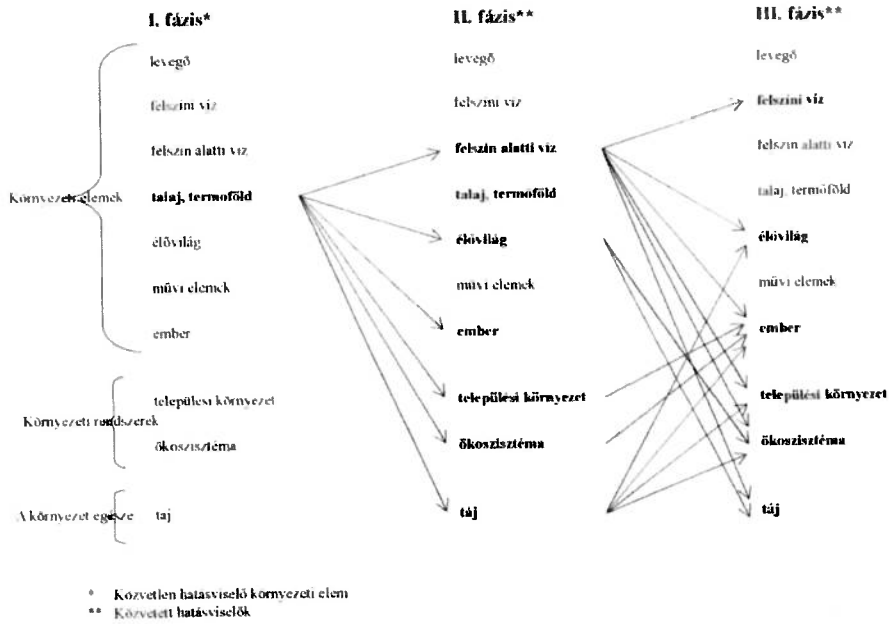 I. fázis*
II. fázis**
III. fázis**
levegő
levegő
levegő
felszíni víz
felszíni víz
felszíni víz
felszín alatti víz
felszín alatti víz
felszín alatti víz
Környezeti elemek
talaj, termőföld
talaj, termőföld
talaj, termőföld
élővilág
élővilág
élővilág
művi elemek
művi elemek
művi elemek
ember
ember
ember
Környezeti rendszerek
települési környezet
települési környezet
települési környezet
ökoszisztéma
ökoszisztéma
ökoszisztéma
A környezet egésze
táj
táj
táj
* Közvetlen hatásviselő környezeti elem
** Közvetett hatásviselők